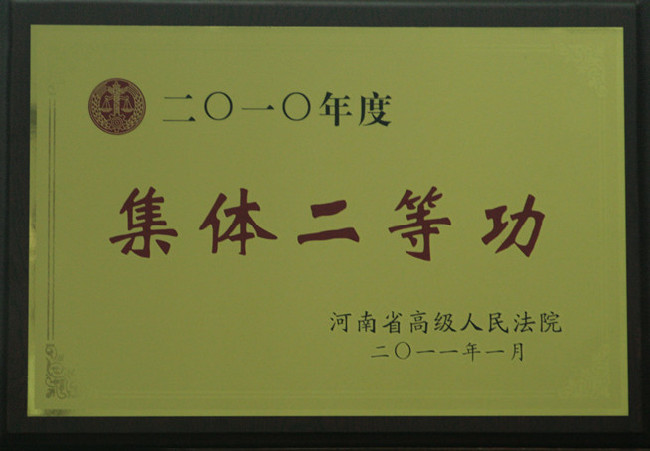 二〇一〇年度
集体二等功
河南省高级人民法院
二〇一一年一月